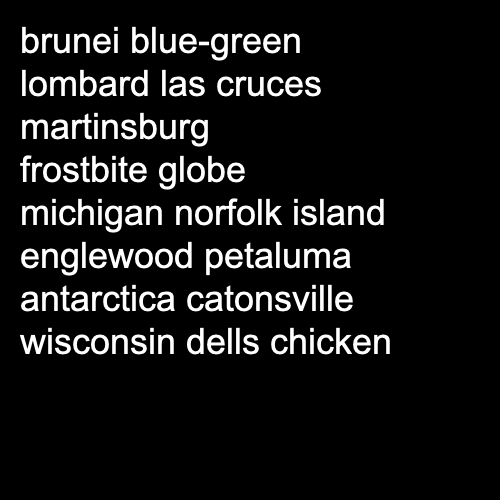 brunei blue-green
lombard las cruces
martinsburg
frostbite globe
michigan norfolk island
englewood petaluma
antarctica catonsville
wisconsin dells chicken